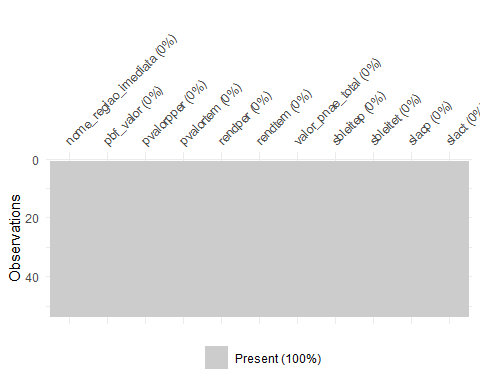 nome_regiao_imediata (0%)
pbf_valor (0%)
pvalorpper (0%)
pvalortem (0%)
rendper (0%)
rendtem (0%)
valor_pnae_total (0%)
sbleitep (0%)
sbleitet (0%)
slacp (0%)
slact (0%
0
20
40
Observations
Present (100%)